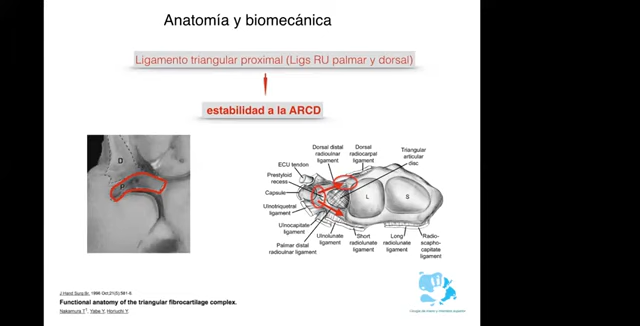 Anatomía y biomecánica
Ligamento triangular proximal (Ligs RU palmar y dorsal)
estabilidad a la ARCD
D
P
Dorsal distal
radioulnar
ligament
Dorsal
radiocarpal
ligament
Triangular
articular
disc
ECU tendon
Prestyloid
recess
Capsule
Ulnotriquetral
ligament
Ulnocapitate
ligament
Palmar distal
radioulnar ligament
Ulnolunate
ligament
Short
radiolunate
ligament
Long
radiolunate
ligament
Radio-
scapho-
capitate
ligament
L
S
J Hand Surg Br. 1996 Oct;21(5):581-6
Functional anatomy of the triangular fibrocartilage complex.
Nakamura T, Yabe Y, Horiuchi Y.